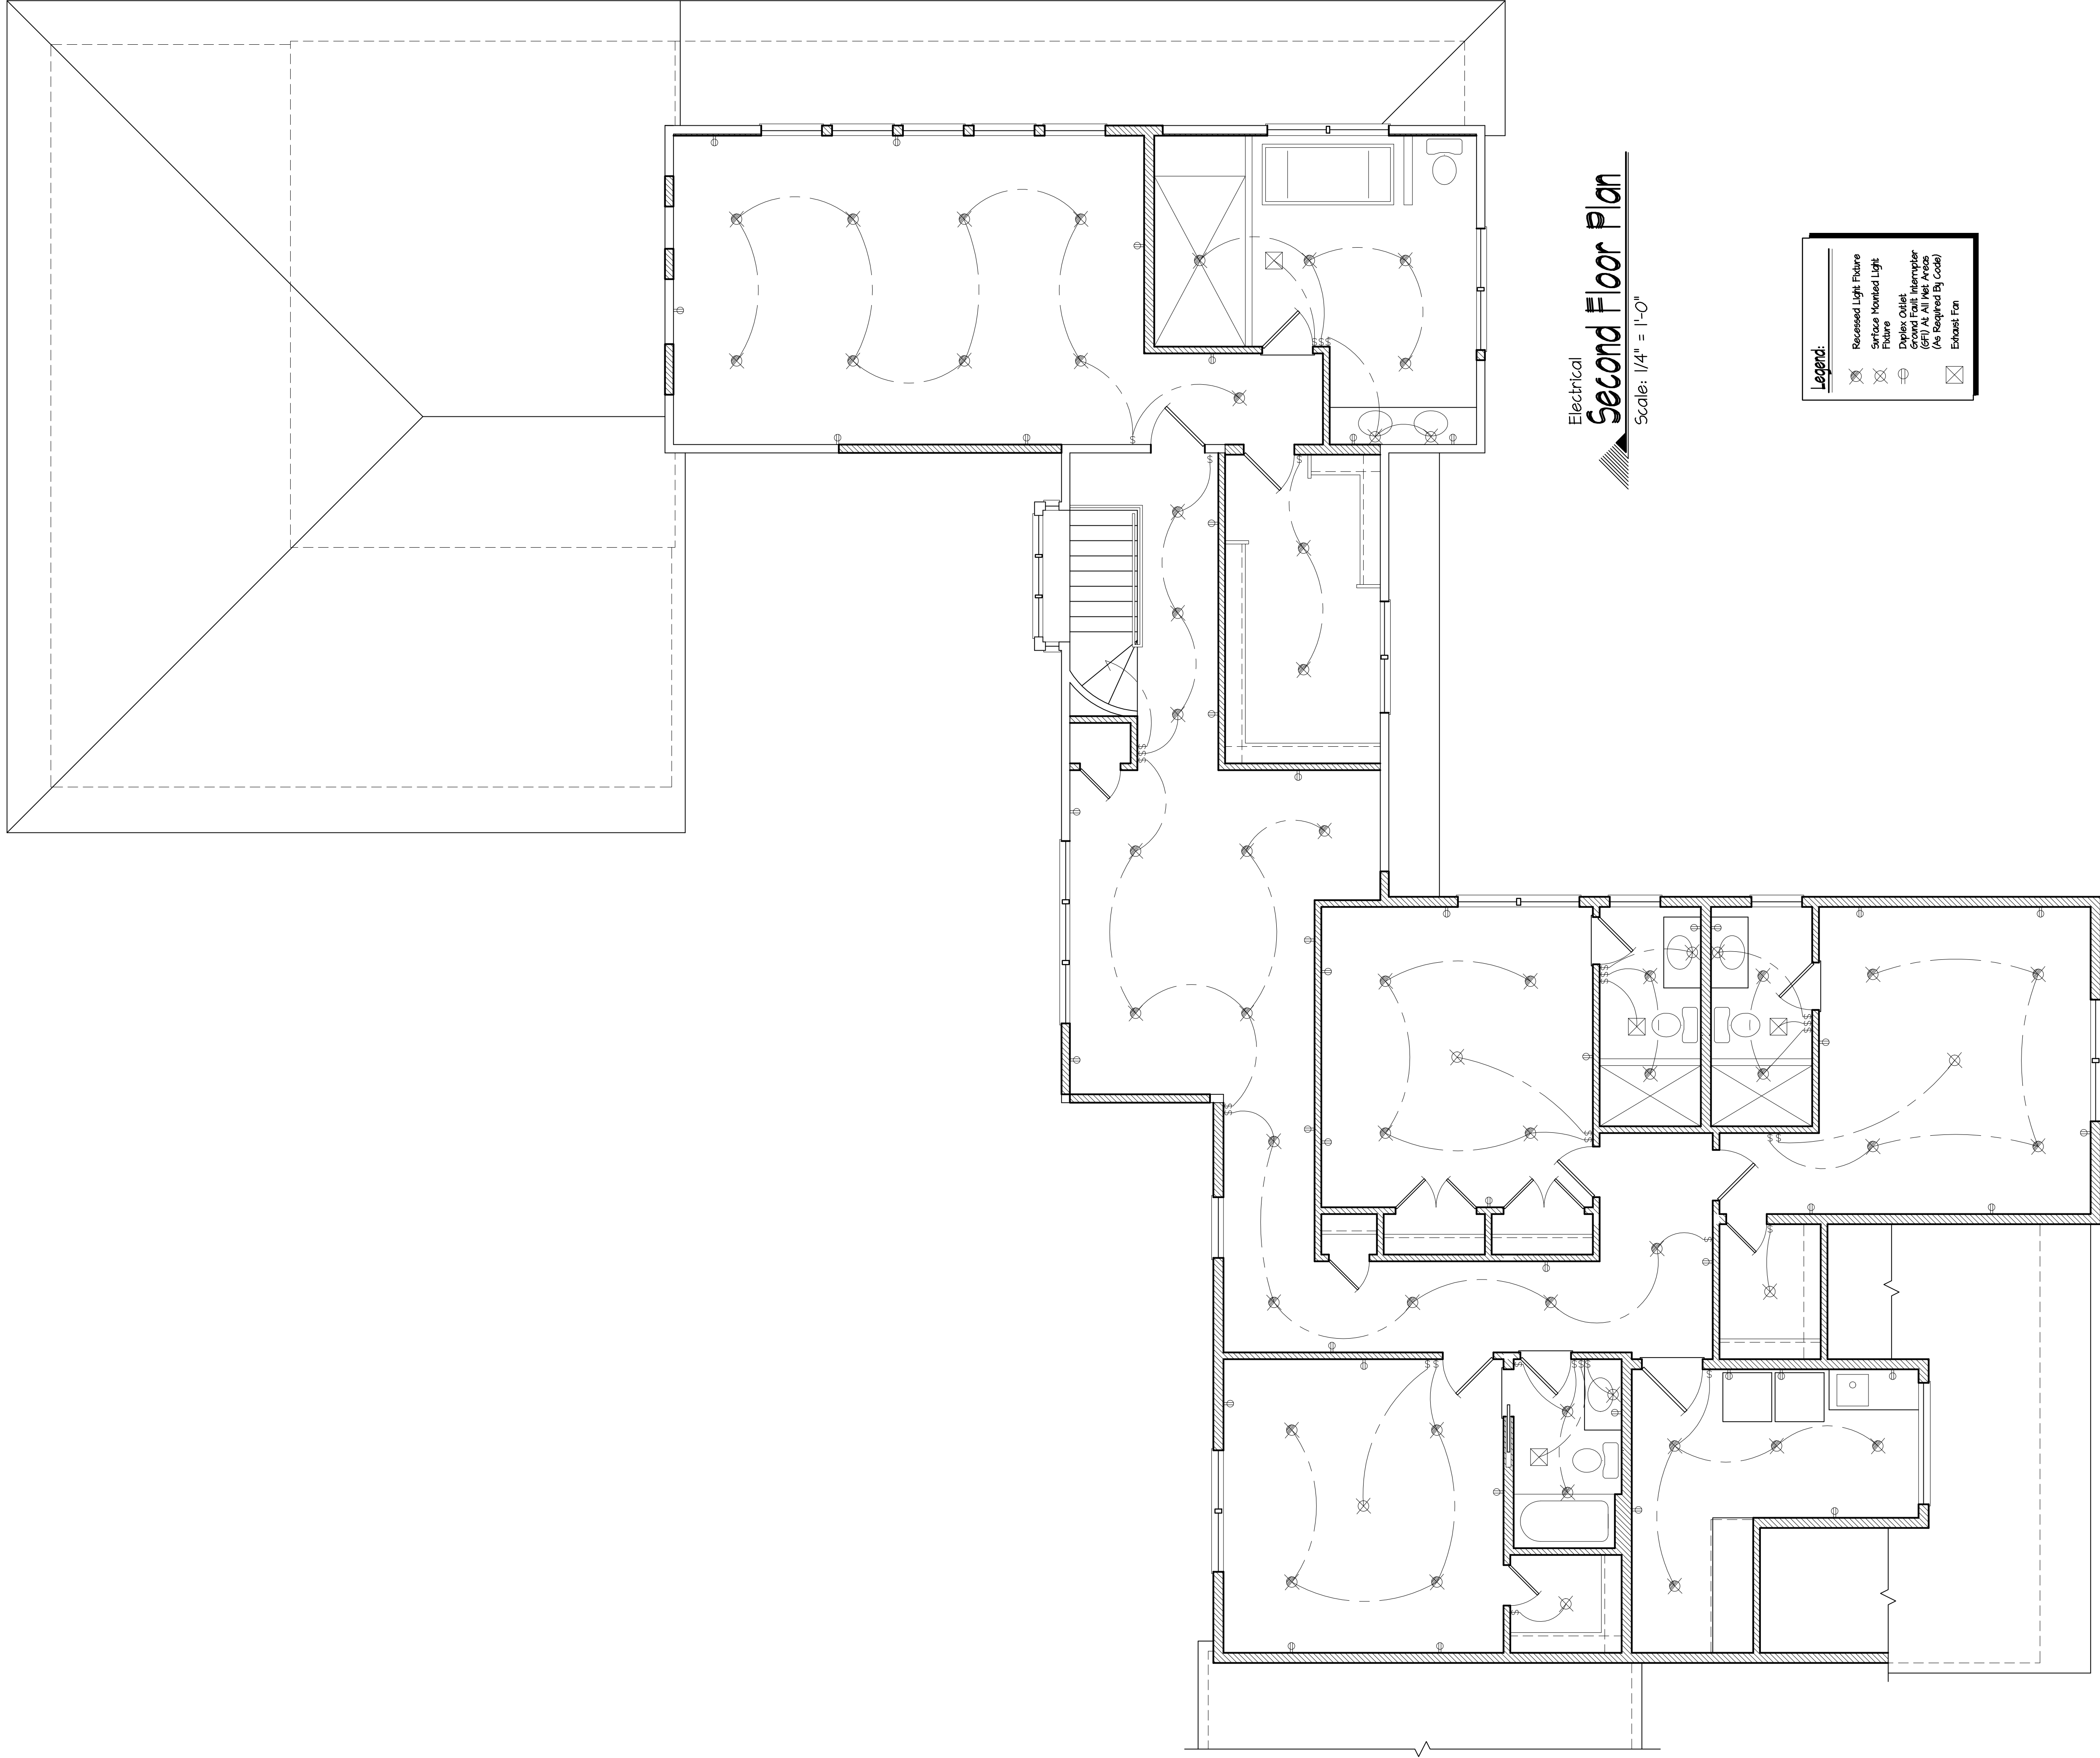 Electrical
Second Floor Plan
Scale: 1/4" = 1'-0"
Legend:
Recessed Light Fixture
Surface Mounted Light
Fixture
Duplex Outlet
Ground Fault Interrupter
(GFI) At All Wet Areas
(As Required By Code)
Exhaust Fan